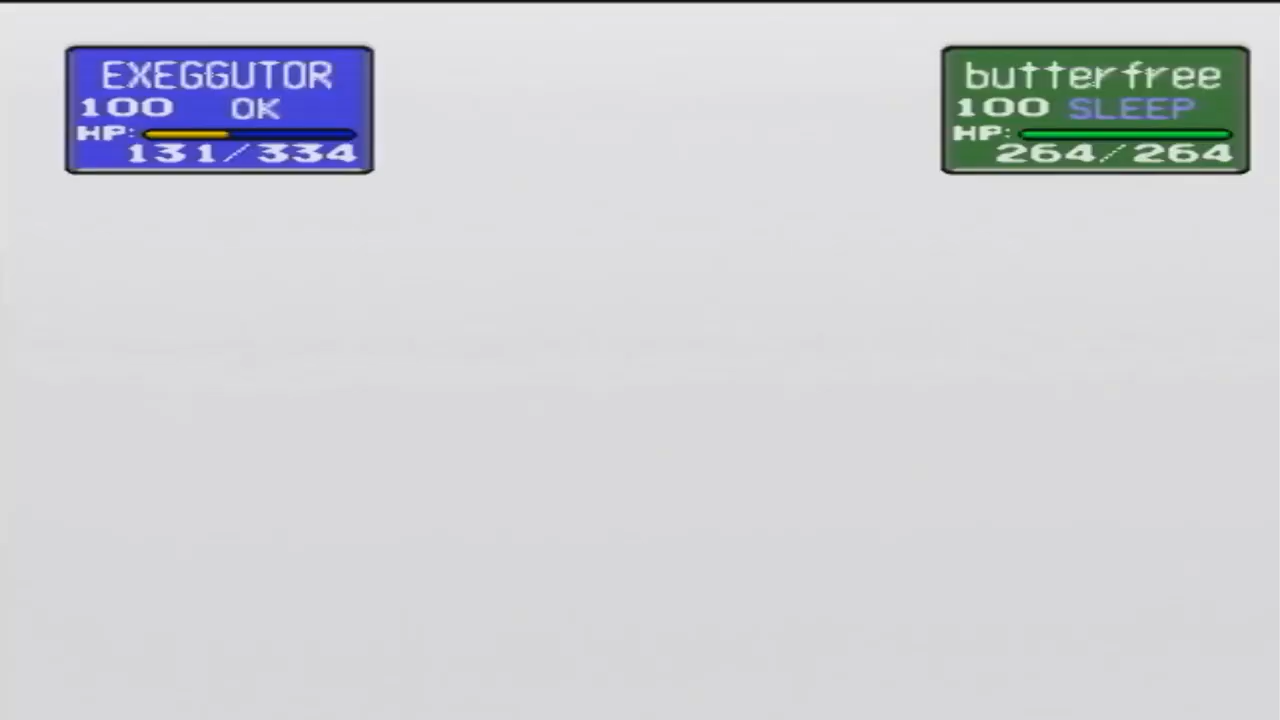 EXEGGUTOR
100 OK
HP:
131/334
butterfree
100 SLEEP
HP:
264/264